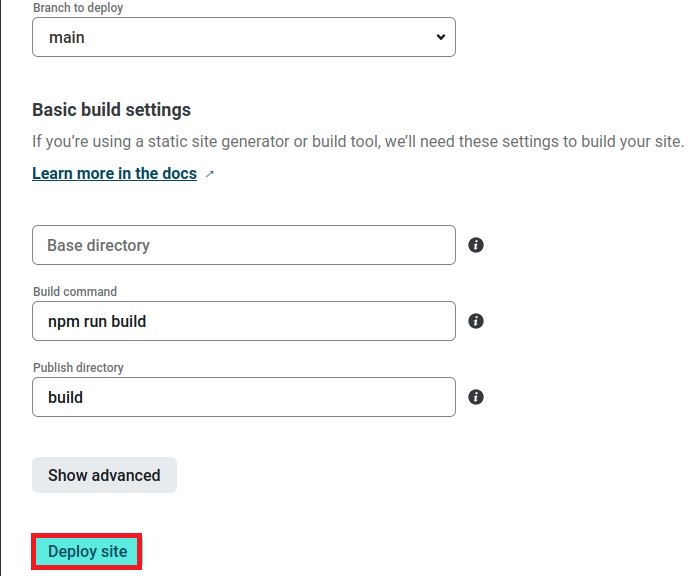 Branch to deploy
main
Basic build settings
If you’re using a static site generator or build tool, we’ll need these settings to build your site.
Learn more in the docs ↗
Base directory
Build command
npm run build
Publish directory
build
Show advanced
Deploy site